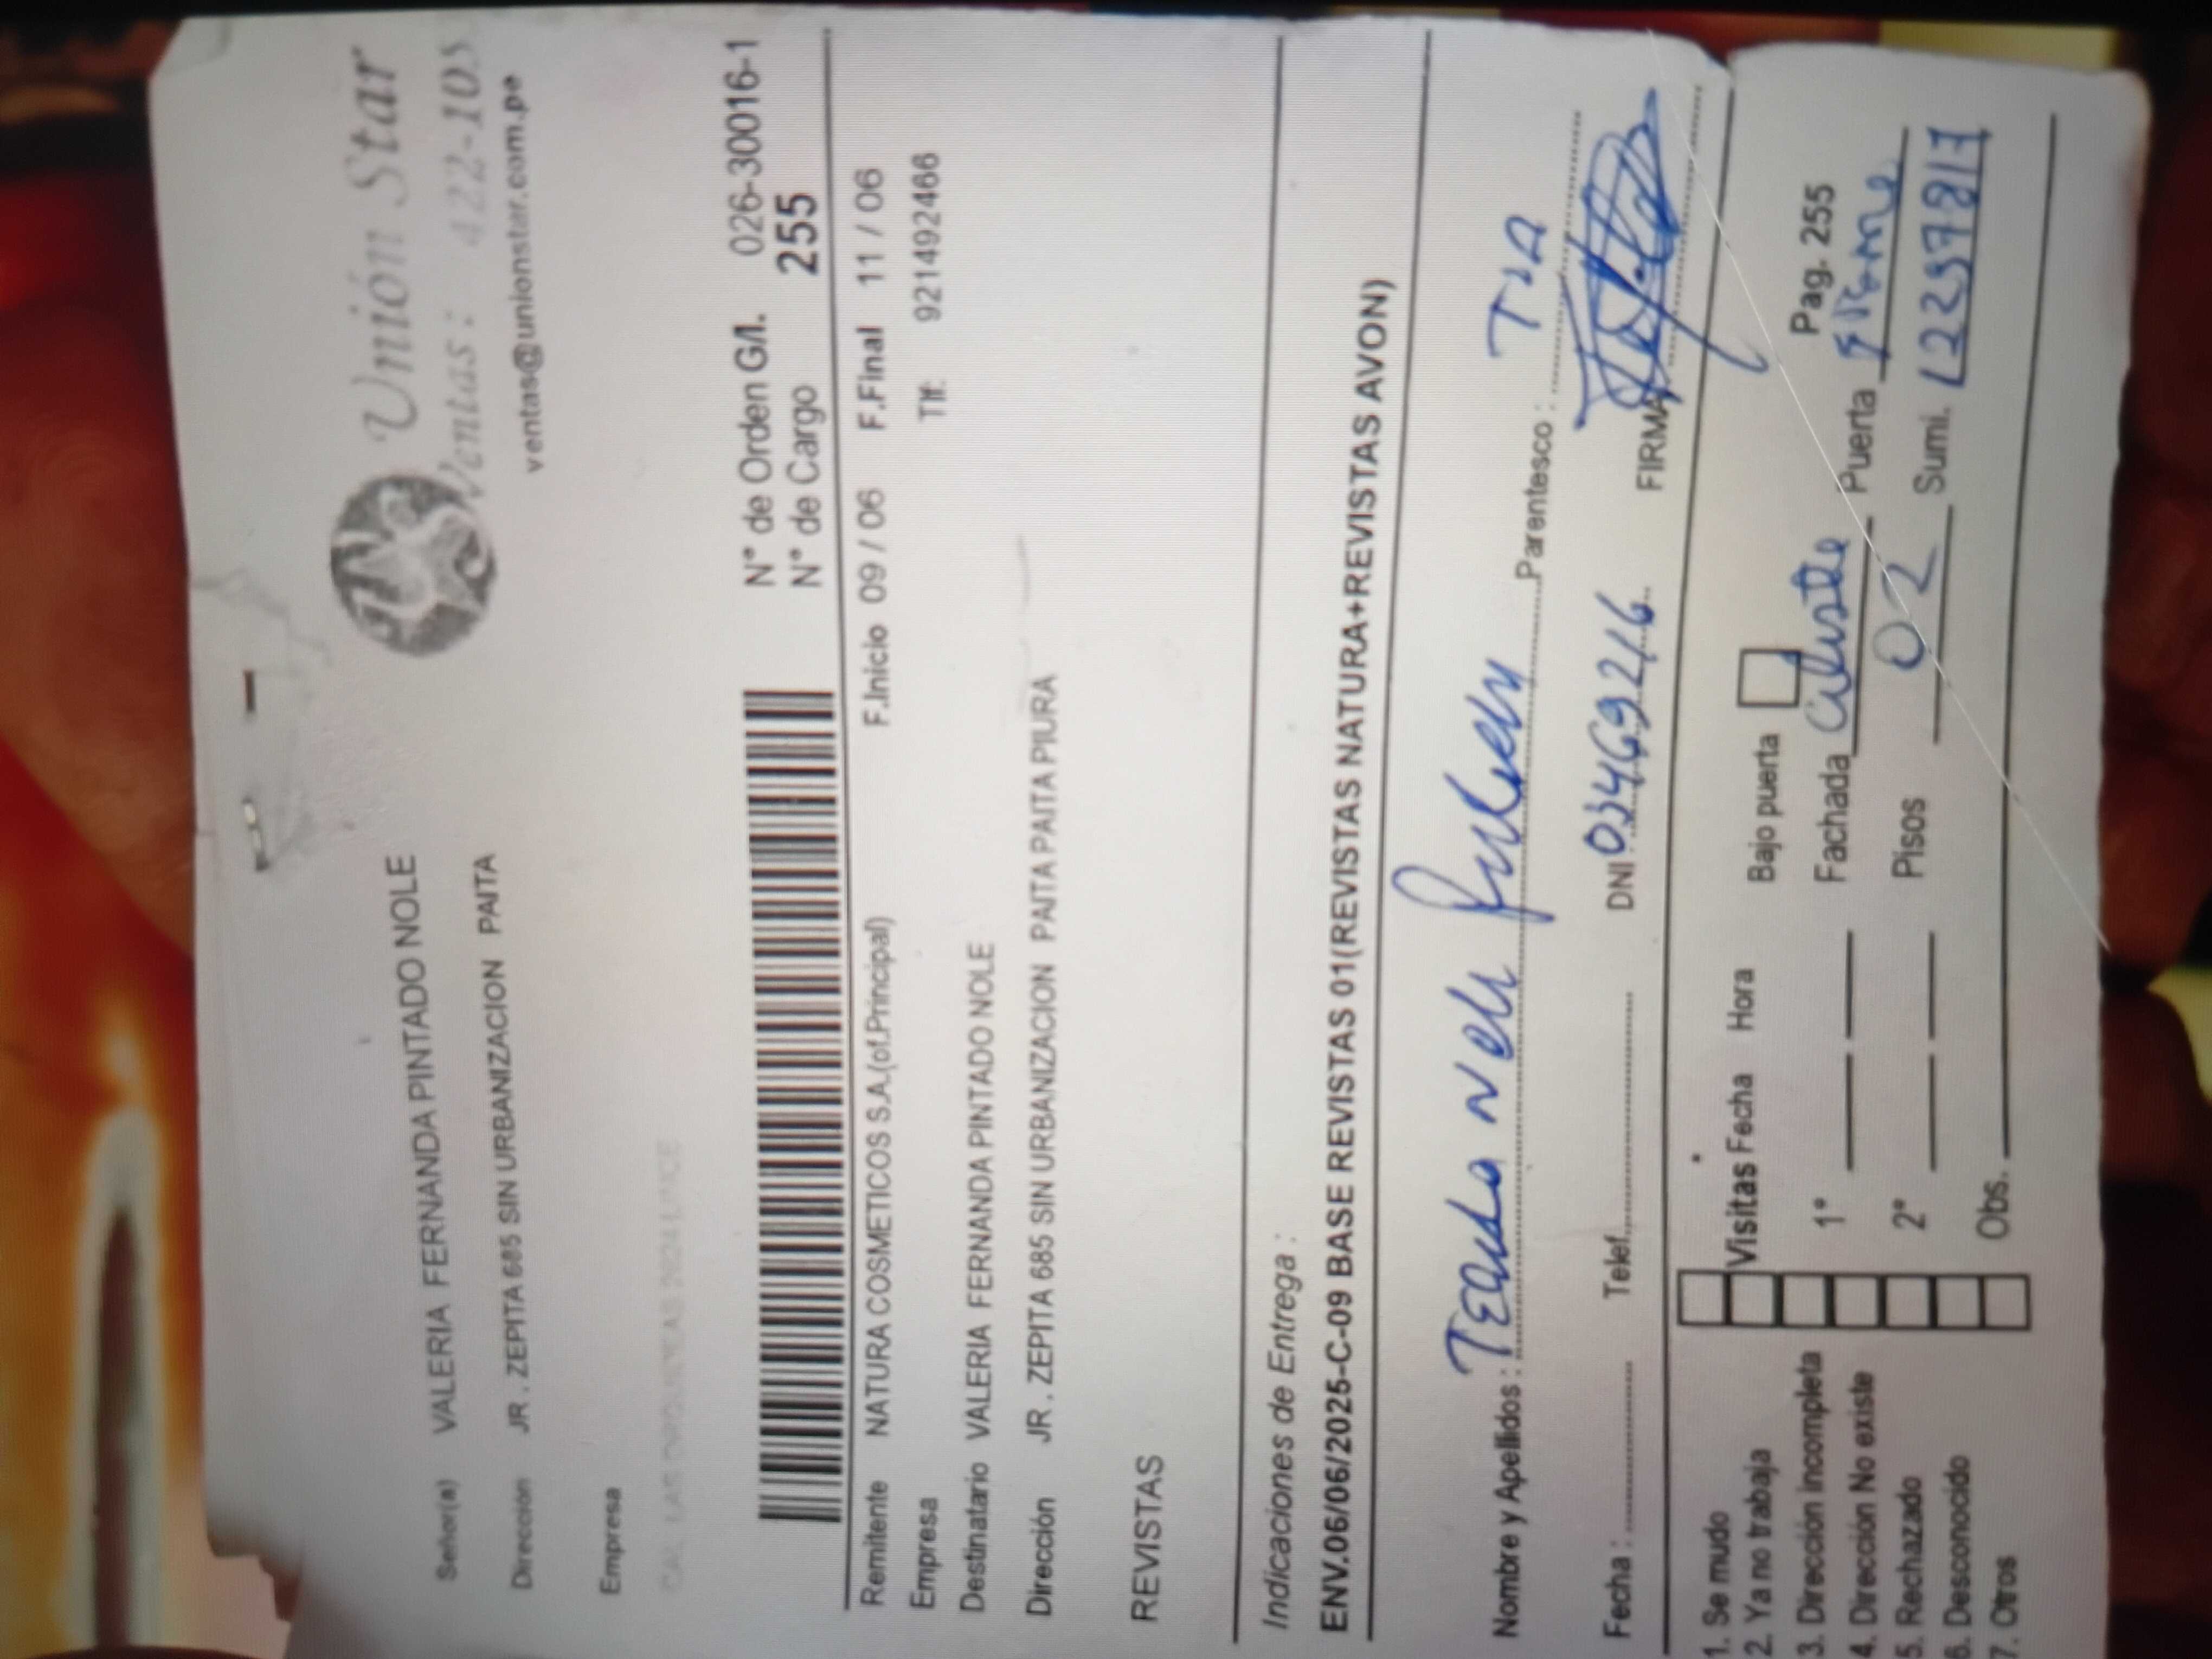 Unión Star
Ventas: 422-105
ventas@unionstar.com.pe
Señor(a) VALERIA FERNANDA PINTADO NOLE
Dirección JR. ZEPITA 685 SIN URBANIZACION PAITA
Empresa
N° de Orden G/I. 026-30016-1
N° de Cargo 255
Remitente NATURA COSMETICOS S.A.(of.Principal) F.Inicio 09 / 06 F.Final 11 / 06
Empresa Tlf: 921492466
Destinatario VALERIA FERNANDA PINTADO NOLE
Dirección JR. ZEPITA 685 SIN URBANIZACION PAITA PAITA PIURA
REVISTAS
Indicaciones de Entrega :
ENV.06/06/2025-C-09 BASE REVISTAS 01(REVISTAS NATURA+REVISTAS AVON)
Nombre y Apellidos : Parentesco : TIA
Fecha : Telef. DNI 03469216 FIRMA
1. Se mudo
2. Ya no trabaja Visitas Fecha Hora Bajo puerta Pag. 255
3. Dirección incompleta 1° Fachada Celeste Puerta
4. Dirección No existe
5. Rechazado 2° Pisos 02 Sumi.
6. Desconocido
7. Otros Obs.